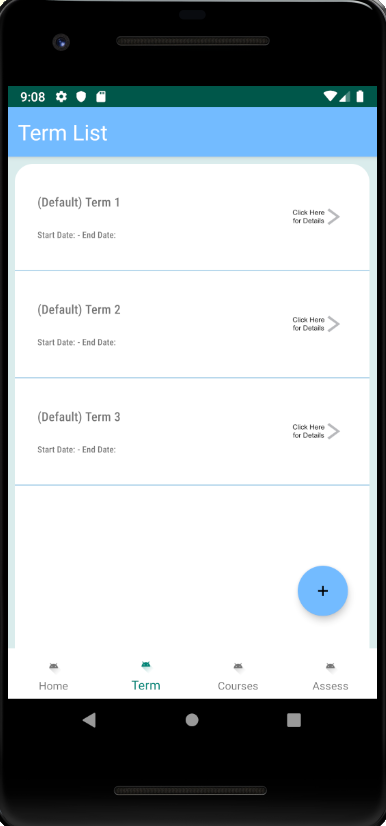 9:08
Term List
(Default) Term 1
Click Here
for Details
Start Date: - End Date:
(Default) Term 2
Click Here
for Details
Start Date: - End Date:
(Default) Term 3
Click Here
for Details
Start Date: - End Date:
+
Home
Term
Courses
Assess